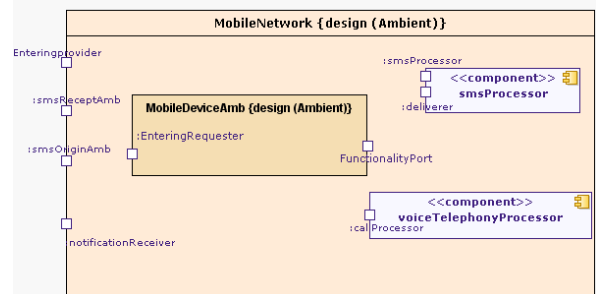 MobileNetwork {design (Ambient)}
Enteringprovider
:smsProcessor
<<component>>
smsProcessor
:smsReceptAmb
MobileDeviceAmb {design (Ambient)}
:deliverer
:EnteringRequester
:smsOriginAmb
FunctionalityPort
<<component>>
voiceTelephonyProcessor
:callProcessor
:notificationReceiver